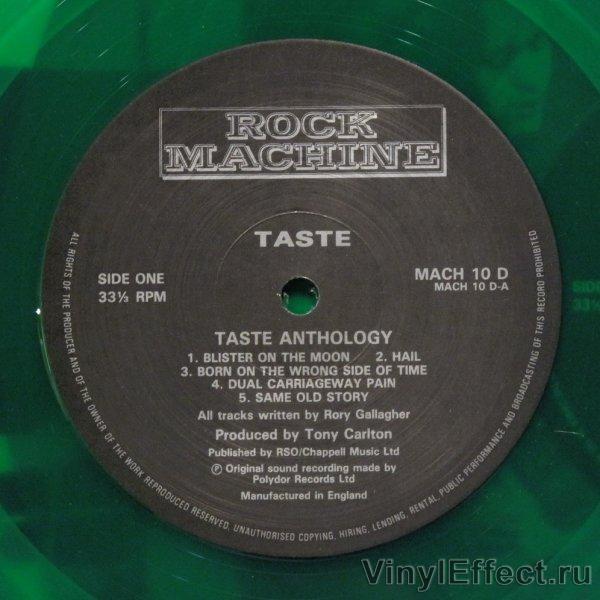 ROCK
MACHINE
TASTE
SIDE ONE
33⅓ RPM
MACH 10 D
MACH 10 D-A
TASTE ANTHOLOGY
1. BLISTER ON THE MOON 2. HAIL
3. BORN ON THE WRONG SIDE OF TIME
4. DUAL CARRIAGEWAY PAIN
5. SAME OLD STORY
All tracks written by Rory Gallagher
Produced by Tony Carlton
Published by RSO/Chappell Music Ltd
℗ Original sound recording made by
Polydor Records Ltd
Manufactured in England
ALL RIGHTS OF THE PRODUCER AND OF THE OWNER OF THE WORK REPRODUCED RESERVED. UNAUTHORISED COPYING, HIRING, LENDING, RENTAL, PUBLIC PERFORMANCE AND BROADCASTING OF THIS RECORD PROHIBITED
VinylEffect.ru